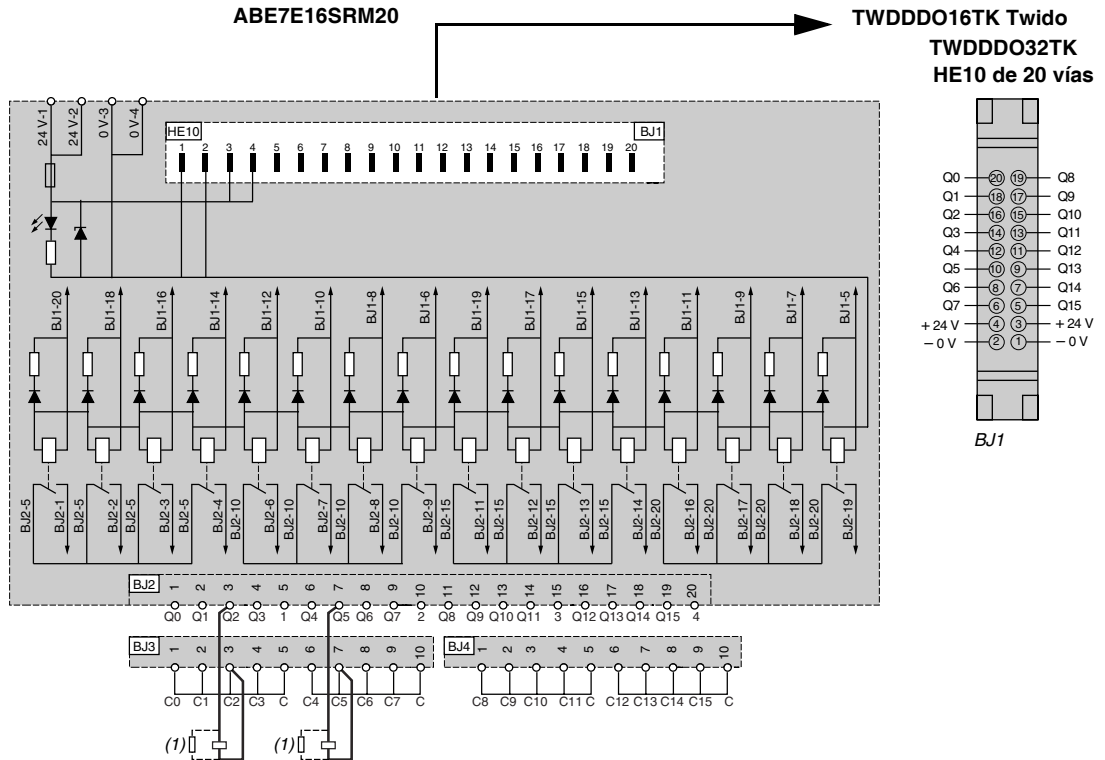 ABE7E16SRM20
TWDDDO16TK Twido
TWDDDO32TK
HE10 de 20 vías
24 V-1 24 V-2 0 V-3 0 V-4
HE10 BJ1
1 2 3 4 5 6 7 8 9 10 11 12 13 14 15 16 17 18 19 20
Q0 20 19 Q8
Q1 18 17 Q9
Q2 16 15 Q10
Q3 14 13 Q11
Q4 12 11 Q12
Q5 10 9 Q13
Q6 8 7 Q14
Q7 6 5 Q15
+ 24 V 4 3 + 24 V
– 0 V 2 1 – 0 V
BJ1
BJ1-20 BJ1-18 BJ1-16 BJ1-14 BJ1-12 BJ1-10 BJ1-8 BJ1-6 BJ1-19 BJ1-17 BJ1-15 BJ1-13 BJ1-11 BJ1-9 BJ1-7 BJ1-5
BJ2-5 BJ2-1 BJ2-5 BJ2-2 BJ2-5 BJ2-3 BJ2-5 BJ2-4 BJ2-10 BJ2-6 BJ2-10 BJ2-7 BJ2-10 BJ2-8 BJ2-10 BJ2-9 BJ2-15 BJ2-11 BJ2-15 BJ2-12 BJ2-15 BJ2-13 BJ2-15 BJ2-14 BJ2-20 BJ2-16 BJ2-20 BJ2-17 BJ2-20 BJ2-18 BJ2-20 BJ2-19
BJ2 1 2 3 4 5 6 7 8 9 10 11 12 13 14 15 16 17 18 19 20
Q0 Q1 Q2 Q3 1 Q4 Q5 Q6 Q7 2 Q8 Q9 Q10 Q11 3 Q12 Q13 Q14 Q15 4
BJ3 1 2 3 4 5 6 7 8 9 10 BJ4 1 2 3 4 5 6 7 8 9 10
C0 C1 C2 C3 C C4 C5 C6 C7 C C8 C9 C10 C11 C C12 C13 C14 C15 C
(1) (1)